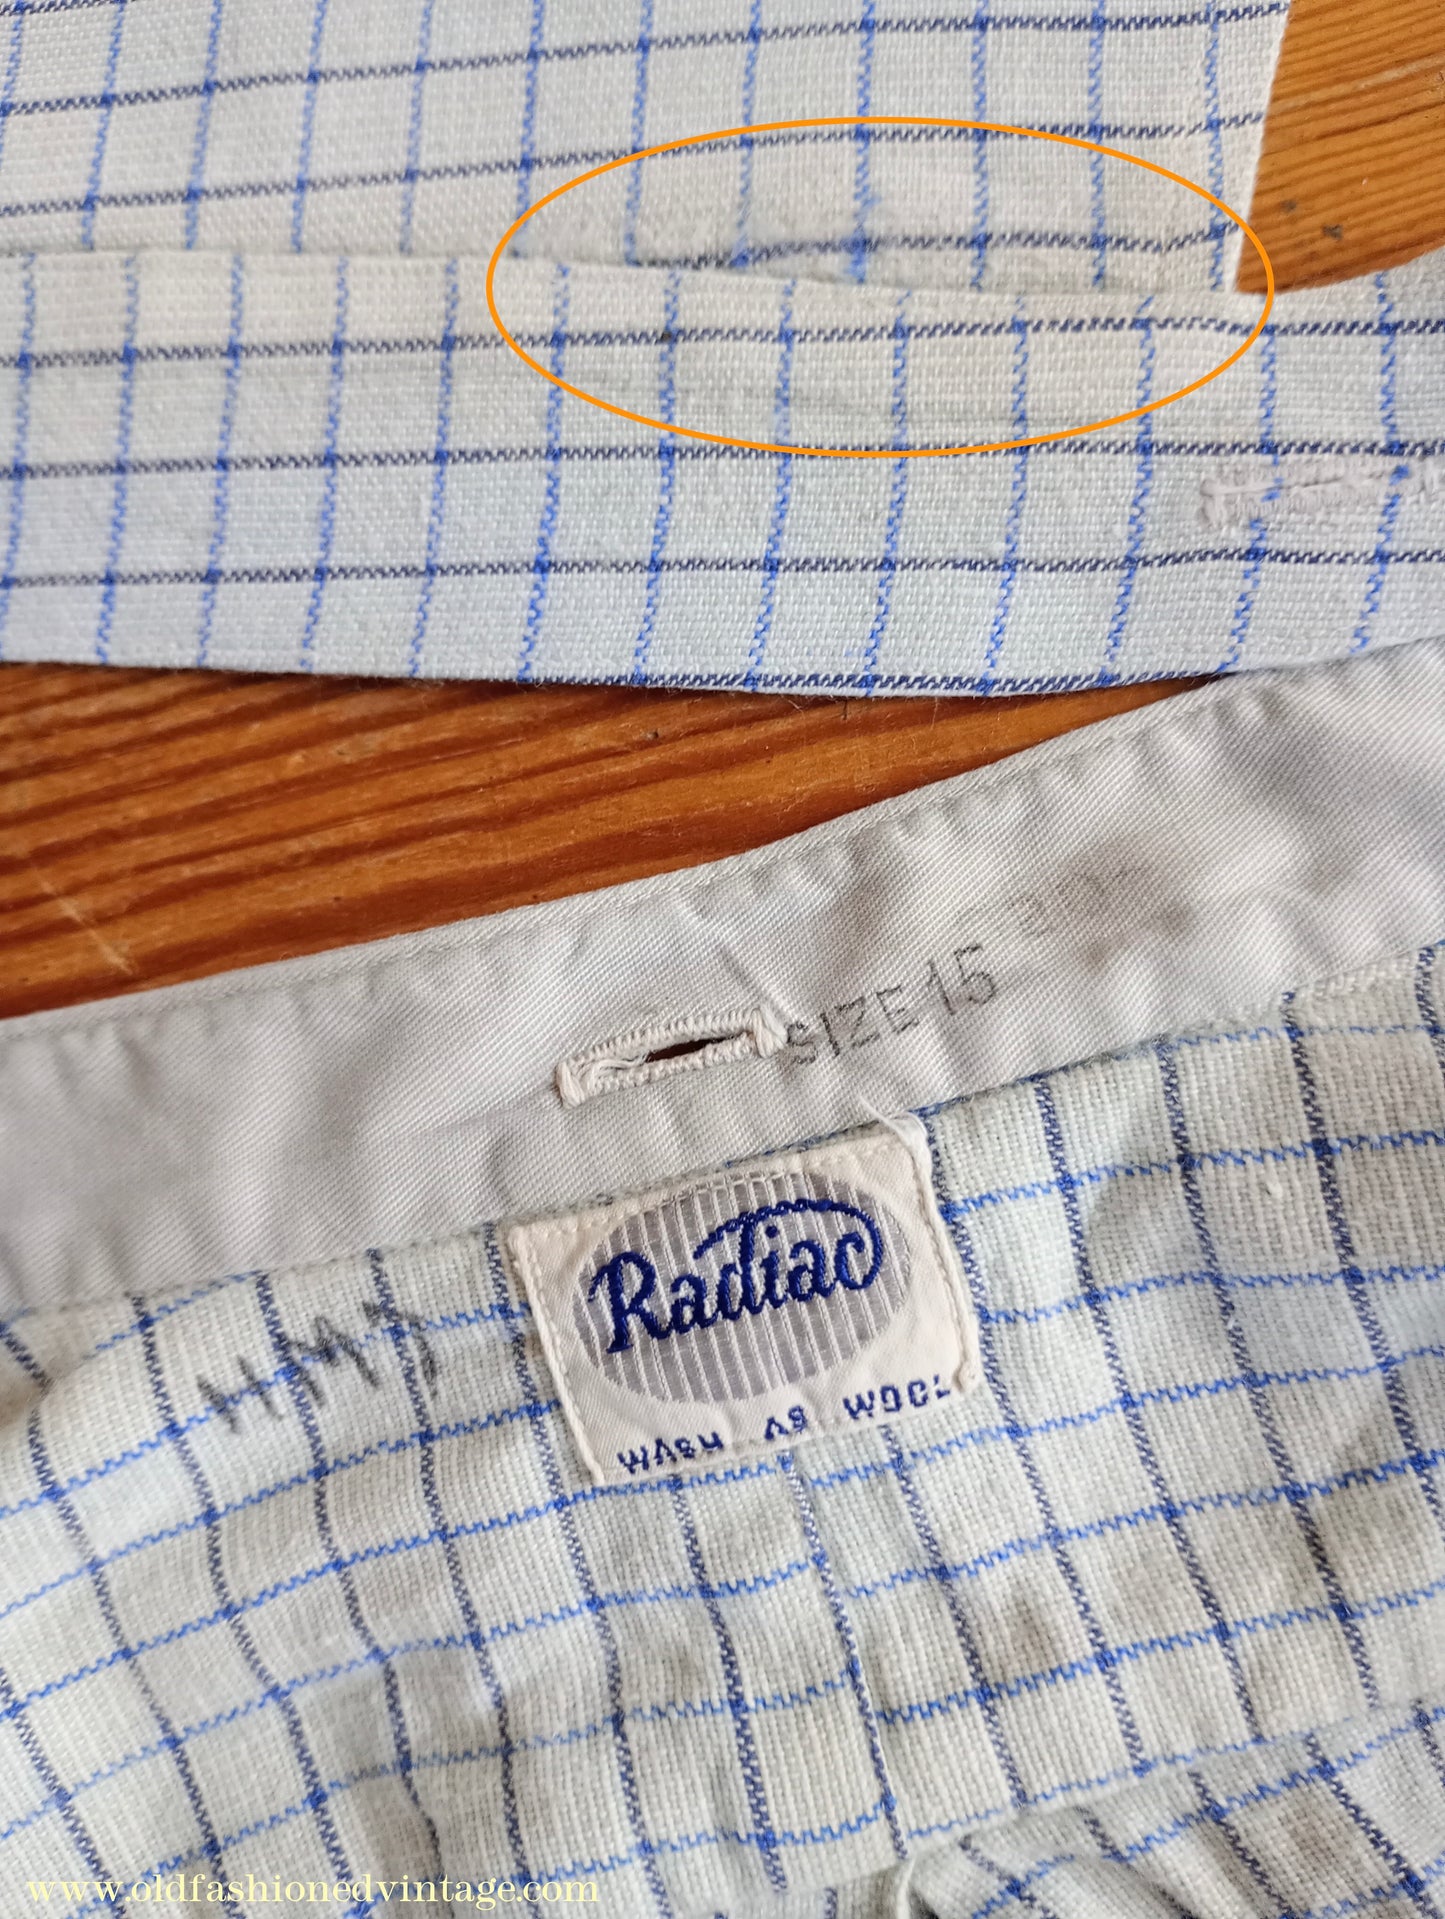 SIZE 15
Radiac
WASH AS WOOL
www.oldfashionedvintage.com